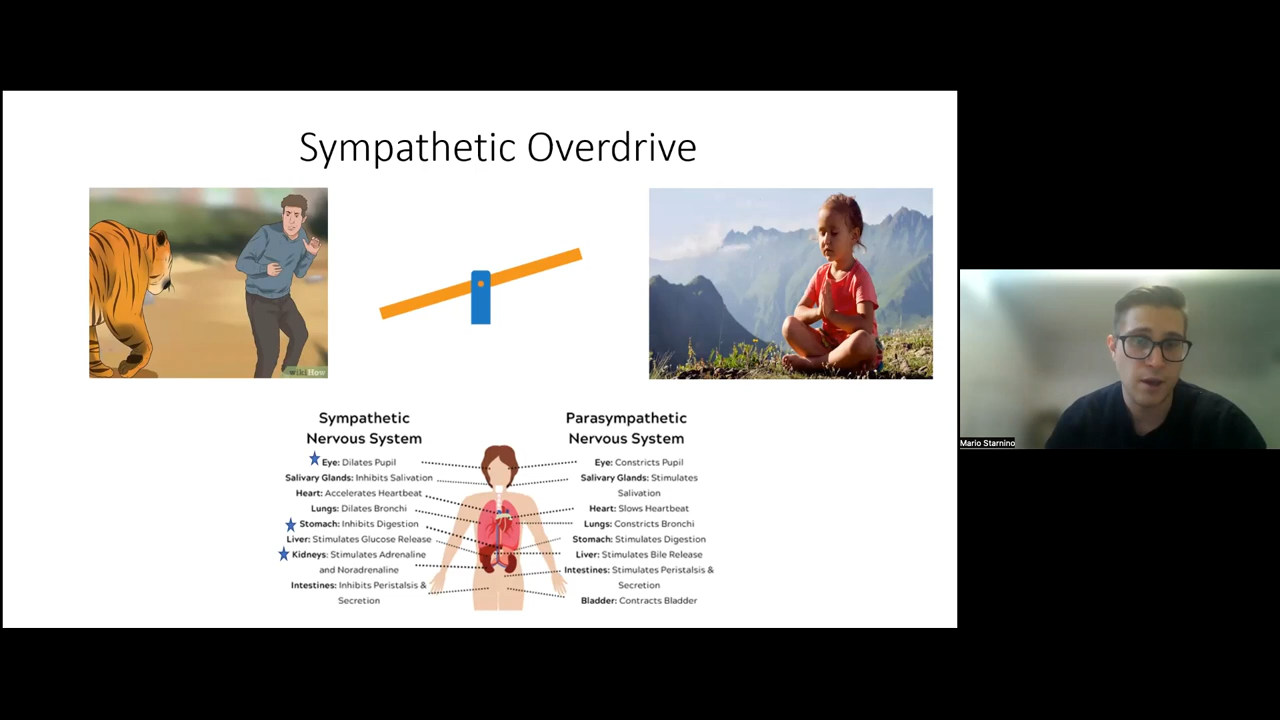 Sympathetic Overdrive
wikiHow
Sympathetic
Nervous System
Eye: Dilates Pupil
Salivary Glands: Inhibits Salivation
Heart: Accelerates Heartbeat
Lungs: Dilates Bronchi
Stomach: Inhibits Digestion
Liver: Stimulates Glucose Release
Kidneys: Stimulates Adrenaline
and Noradrenaline
Intestines: Inhibits Peristalsis &
Secretion
Parasympathetic
Nervous System
Eye: Constricts Pupil
Salivary Glands: Stimulates
Salivation
Heart: Slows Heartbeat
Lungs: Constricts Bronchi
Stomach: Stimulates Digestion
Liver: Stimulates Bile Release
Intestines: Stimulates Peristalsis &
Secretion
Bladder: Contracts Bladder
Mario Starnino